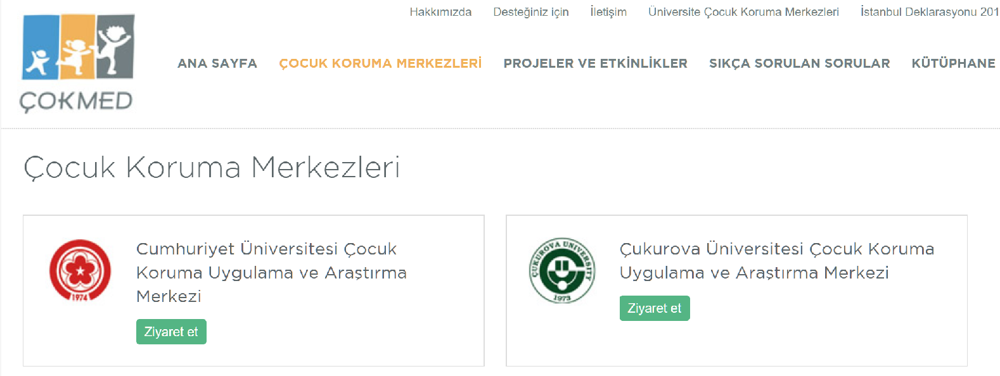 Hakkımızda Desteğiniz için İletişim Üniversite Çocuk Koruma Merkezleri İstanbul Deklarasyonu 201
ÇOKMED
ANA SAYFA ÇOCUK KORUMA MERKEZLERİ PROJELER VE ETKİNLİKLER SIKÇA SORULAN SORULAR KÜTÜPHANE
Çocuk Koruma Merkezleri
1974
Cumhuriyet Üniversitesi Çocuk
Koruma Uygulama ve Araştırma
Merkezi
Ziyaret et
ÇUKUROVA UNIVERSITY
1973
Çukurova Üniversitesi Çocuk Koruma
Uygulama ve Araştırma Merkezi
Ziyaret et